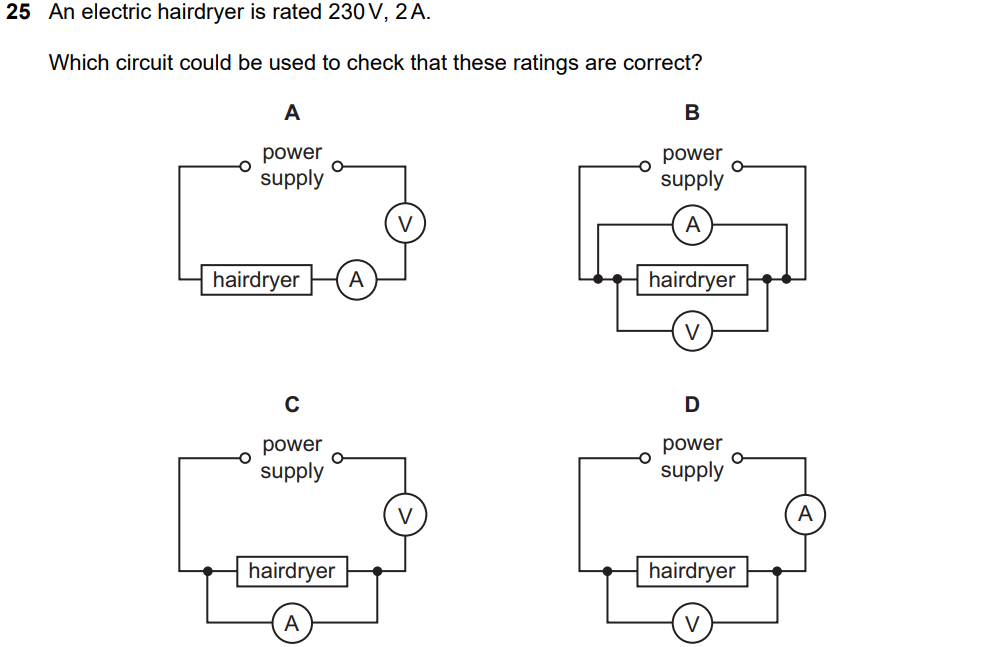 25 An electric hairdryer is rated 230 V, 2 A.
Which circuit could be used to check that these ratings are correct?
A
power
supply
V
hairdryer
A
B
power
supply
A
hairdryer
V
C
power
supply
V
hairdryer
A
D
power
supply
A
hairdryer
V